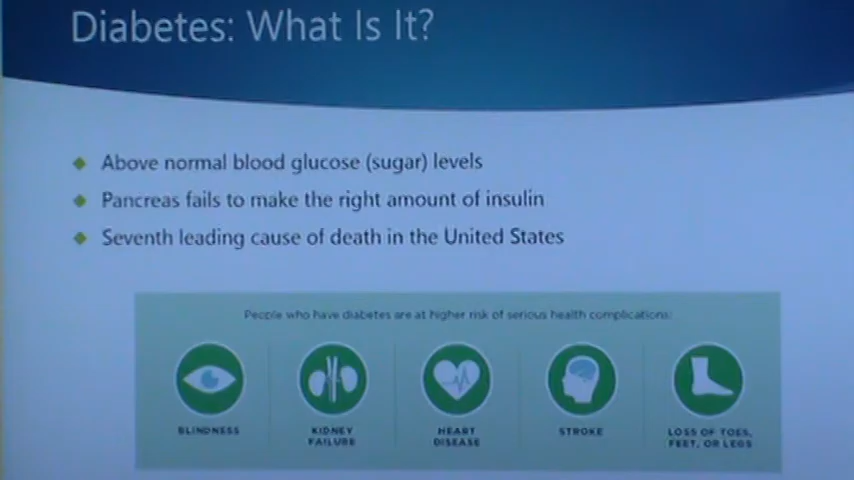 Diabetes: What Is It?
Above normal blood glucose (sugar) levels
Pancreas fails to make the right amount of insulin
Seventh leading cause of death in the United States
People who have diabetes are at higher risk of serious health complications:
BLINDNESS
KIDNEY
FAILURE
HEART
DISEASE
STROKE
LOSS OF TOES,
FEET, OR LEGS